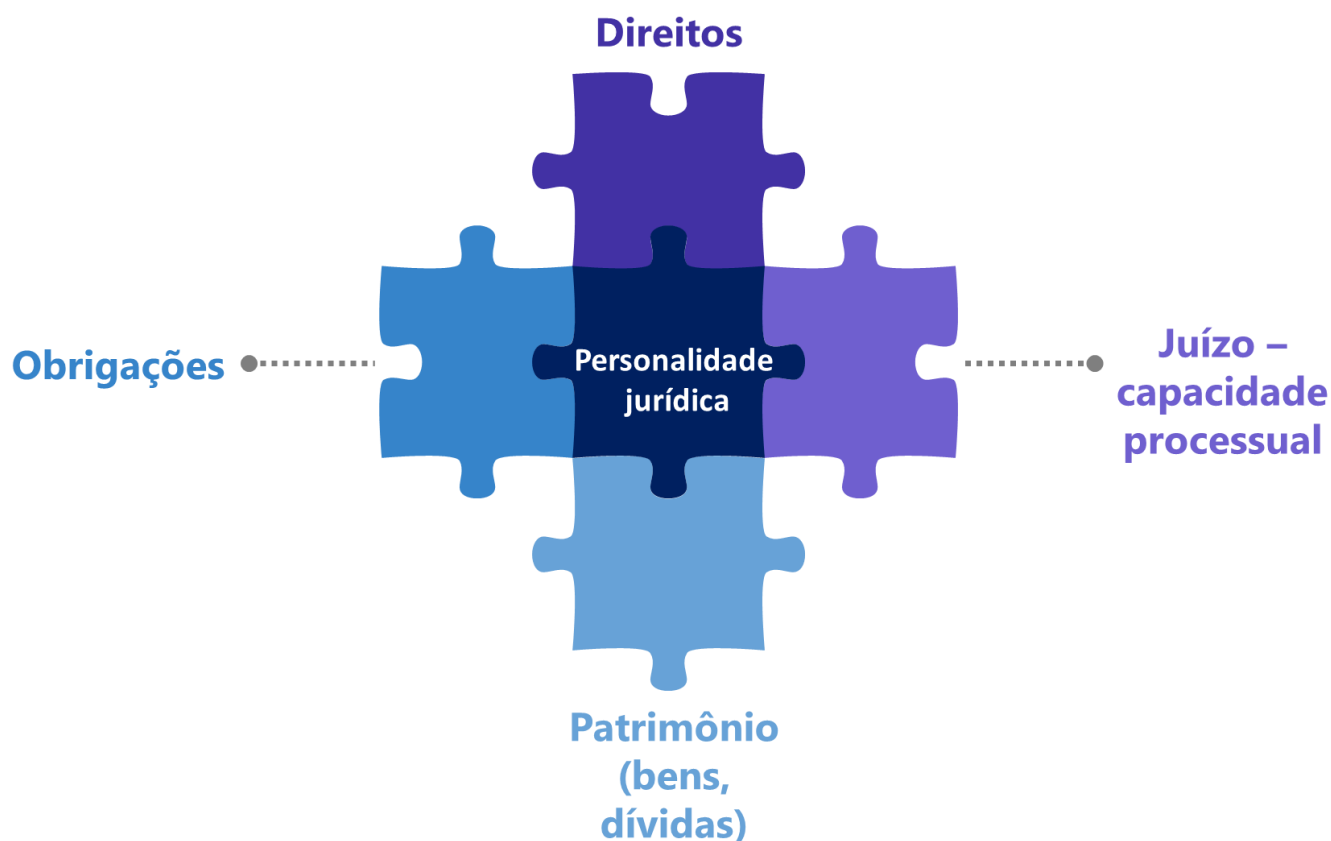 Direitos
Obrigações
Personalidade
jurídica
Juízo –
capacidade
processual
Patrimônio
(bens,
dívidas)